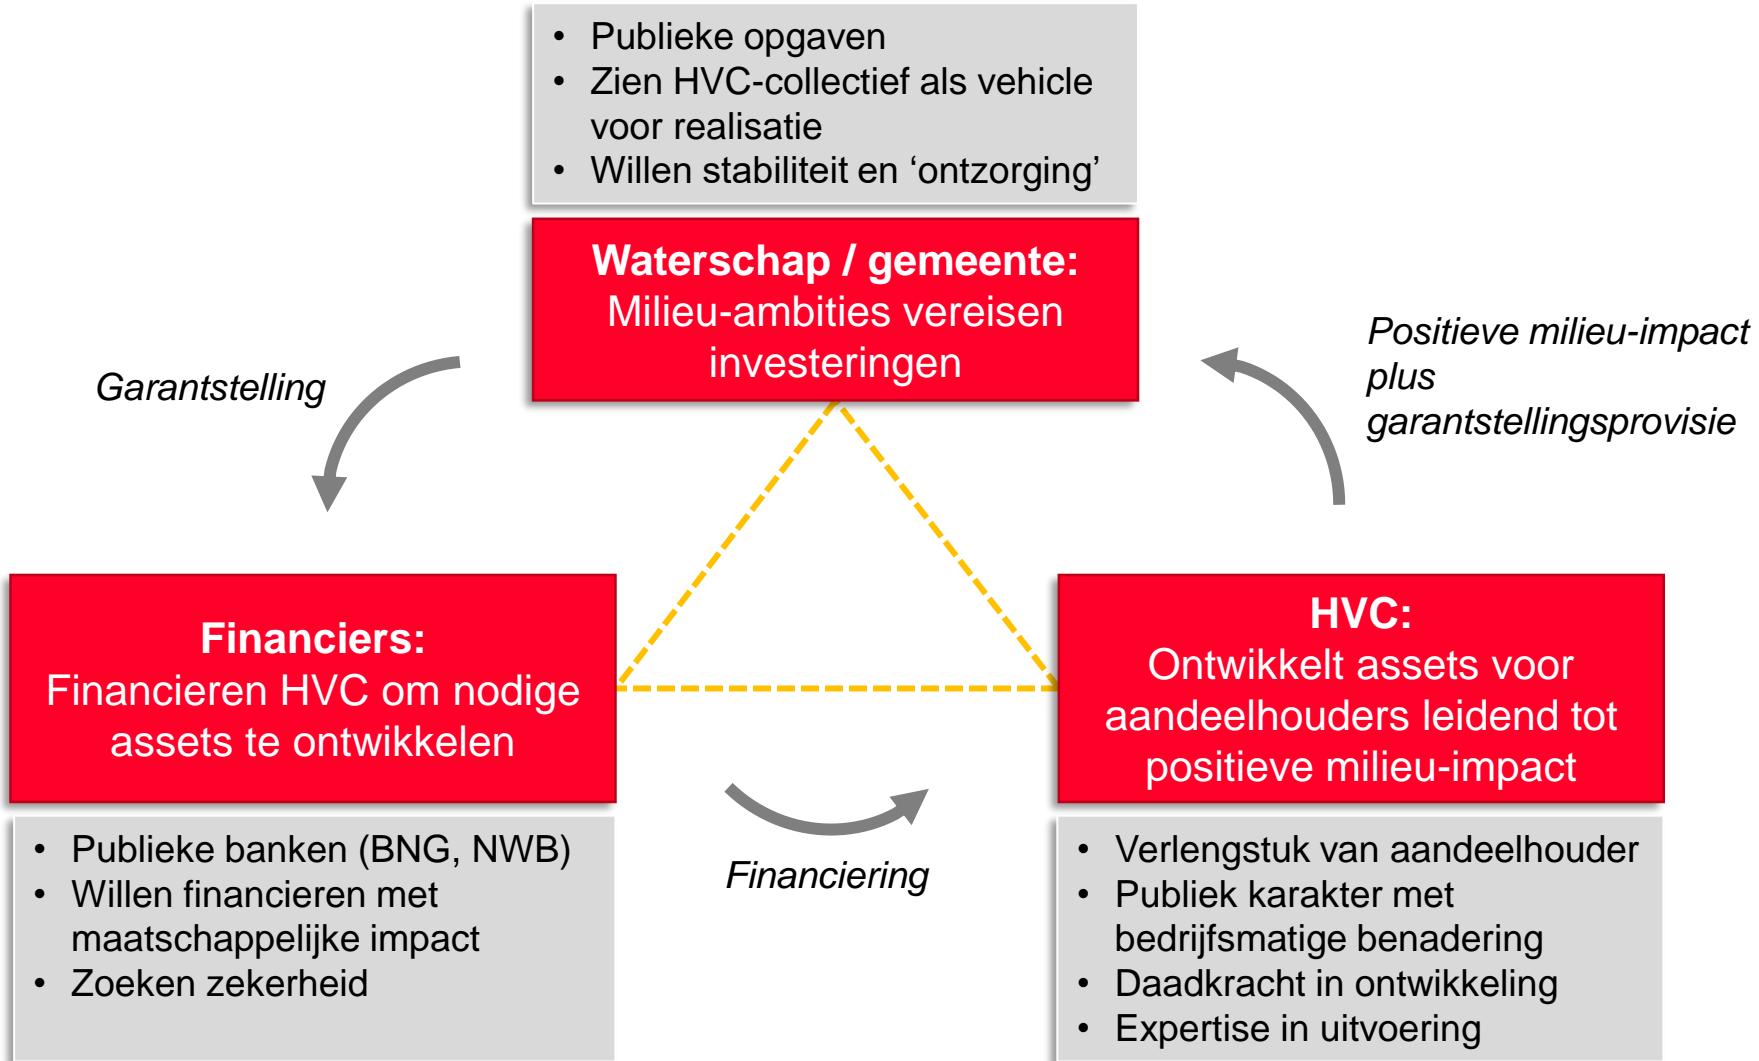 • Publieke opgaven
• Zien HVC-collectief als vehicle
voor realisatie
• Willen stabiliteit en ‘ontzorging’
Waterschap / gemeente:
Milieu-ambities vereisen
investeringen
Garantstelling
Positieve milieu-impact
plus
garantstellingsprovisie
Financiers:
Financieren HVC om nodige
assets te ontwikkelen
HVC:
Ontwikkelt assets voor
aandeelhouders leidend tot
positieve milieu-impact
Financiering
• Publieke banken (BNG, NWB)
• Willen financieren met
maatschappelijke impact
• Zoeken zekerheid
• Verlengstuk van aandeelhouder
• Publiek karakter met
bedrijfsmatige benadering
• Daadkracht in ontwikkeling
• Expertise in uitvoering